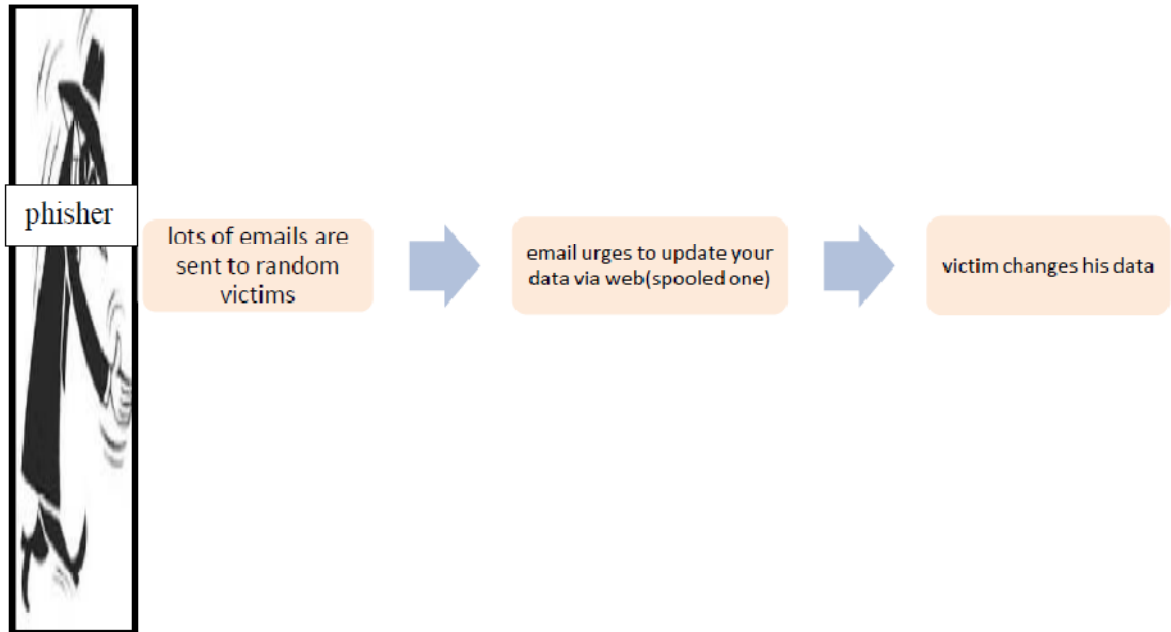 phisher
lots of emails are
sent to random
victims
email urges to update your
data via web(spooled one)
victim changes his data